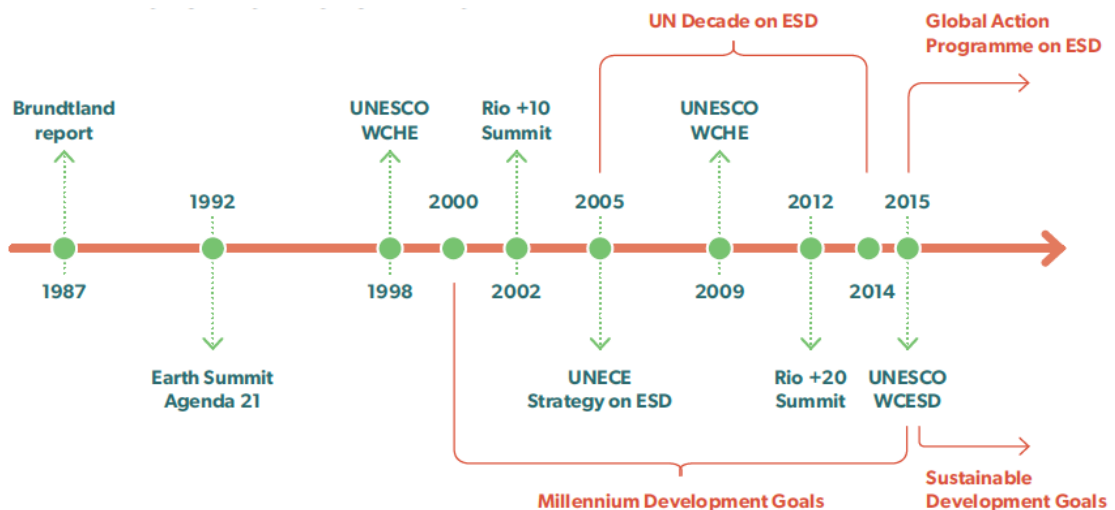 UN Decade on ESD
Global Action
Programme on ESD
Brundtland
report
UNESCO
WCHE
Rio +10
Summit
UNESCO
WCHE
1992
2000
2005
2012
2015
1987
1998
2002
2009
2014
Earth Summit
Agenda 21
UNECE
Strategy on ESD
Rio +20
Summit
UNESCO
WCESD
Millennium Development Goals
Sustainable
Development Goals